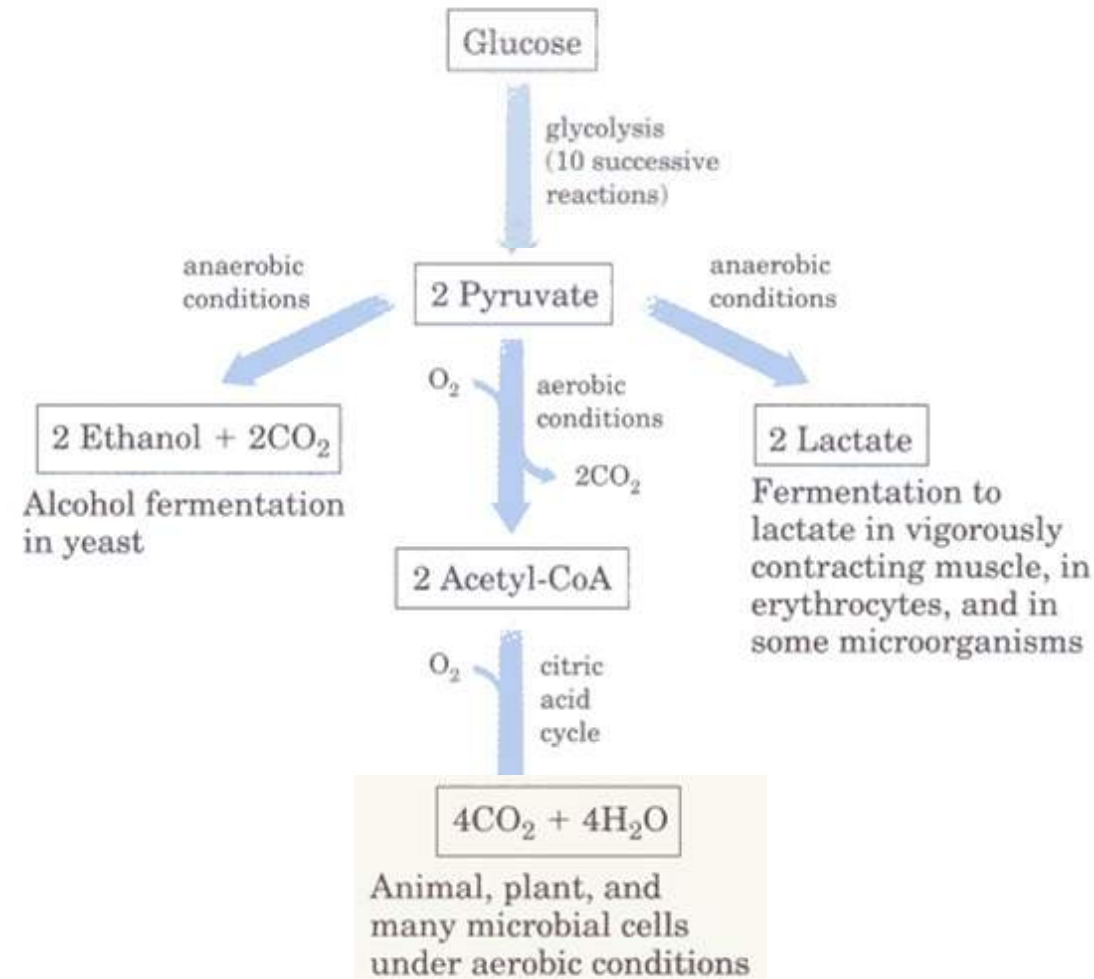 Glucose
glycolysis
(10 successive
reactions)
anaerobic
conditions
2 Pyruvate
anaerobic
conditions
O₂
aerobic
conditions
2CO₂
2 Ethanol + 2CO₂
Alcohol fermentation
in yeast
2 Lactate
Fermentation to
lactate in vigorously
contracting muscle, in
erythrocytes, and in
some microorganisms
2 Acetyl-CoA
O₂
citric
acid
cycle
4CO₂ + 4H₂O
Animal, plant, and
many microbial cells
under aerobic conditions